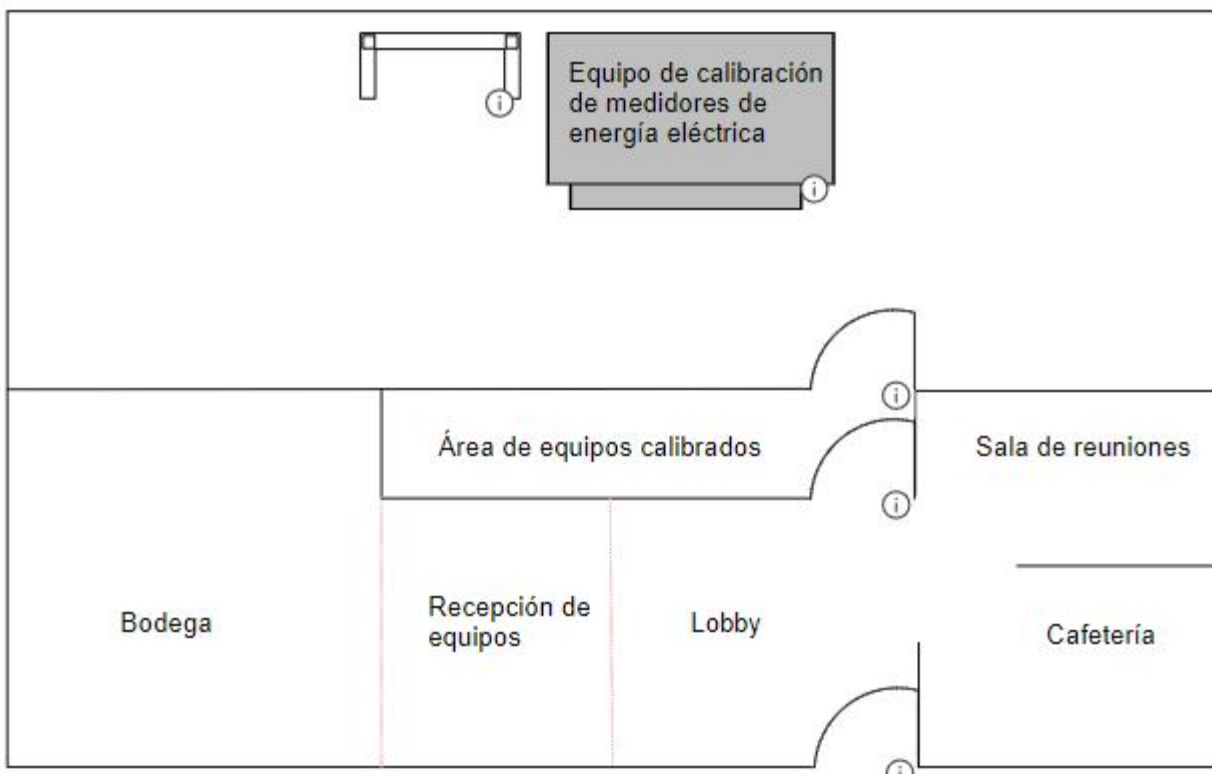 Equipo de calibración
de medidores de
energía eléctrica
Área de equipos calibrados
Sala de reuniones
Bodega
Recepción de
equipos
Lobby
Cafetería